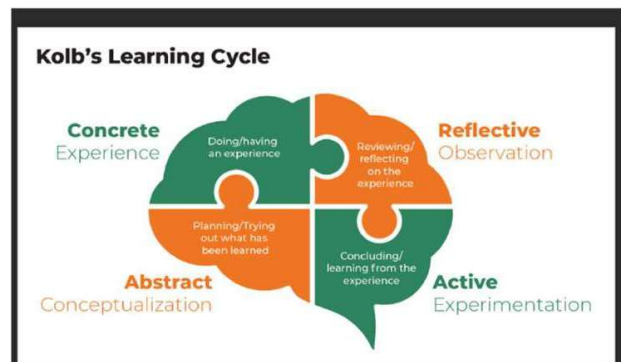 Kolb's Learning Cycle
Concrete
Experience
Doing/having
an experience
Reviewing/
reflecting
on the
experience
Reflective
Observation
Planning/Trying
out what has
been learned
Concluding/
learning from the
experience
Abstract
Conceptualization
Active
Experimentation